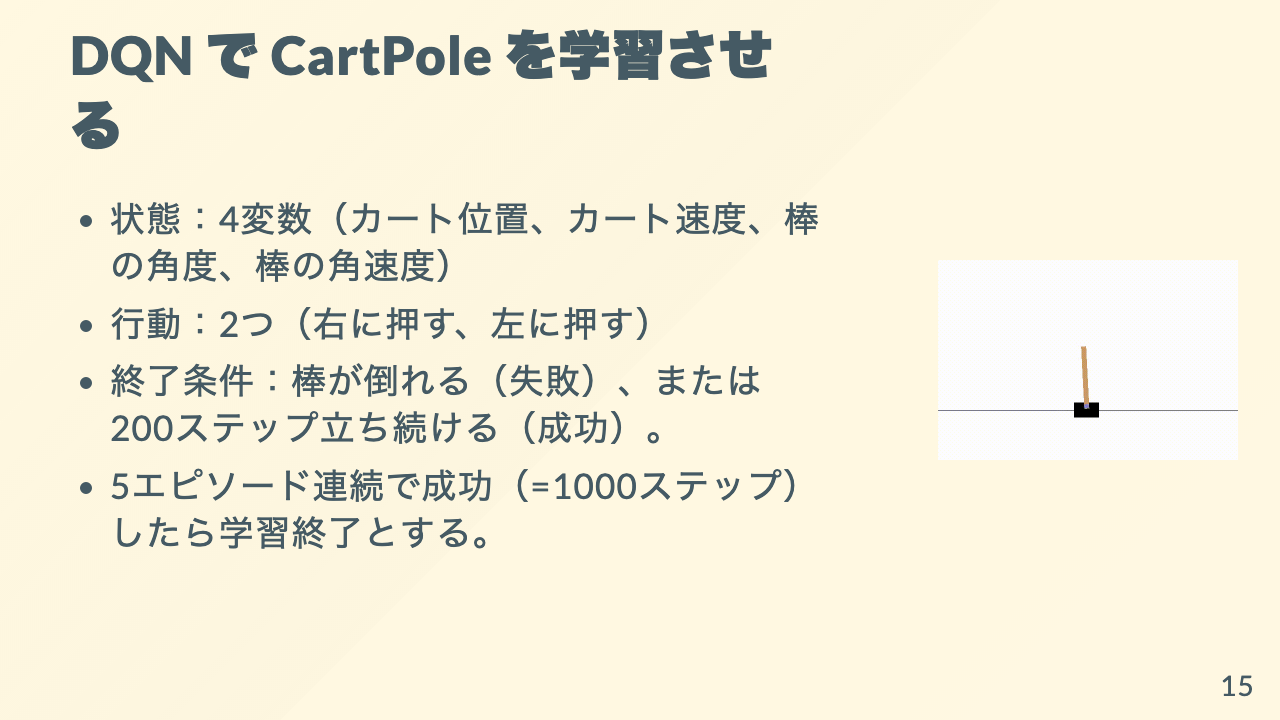 DQN で CartPole を学習させ
る
• 状態：4変数（カート位置、カート速度、棒
の角度、棒の角速度）
• 行動：2つ（右に押す、左に押す）
• 終了条件：棒が倒れる（失敗）、または
200ステップ立ち続ける（成功）。
• 5エピソード連続で成功（=1000ステップ）
したら学習終了とする。
15